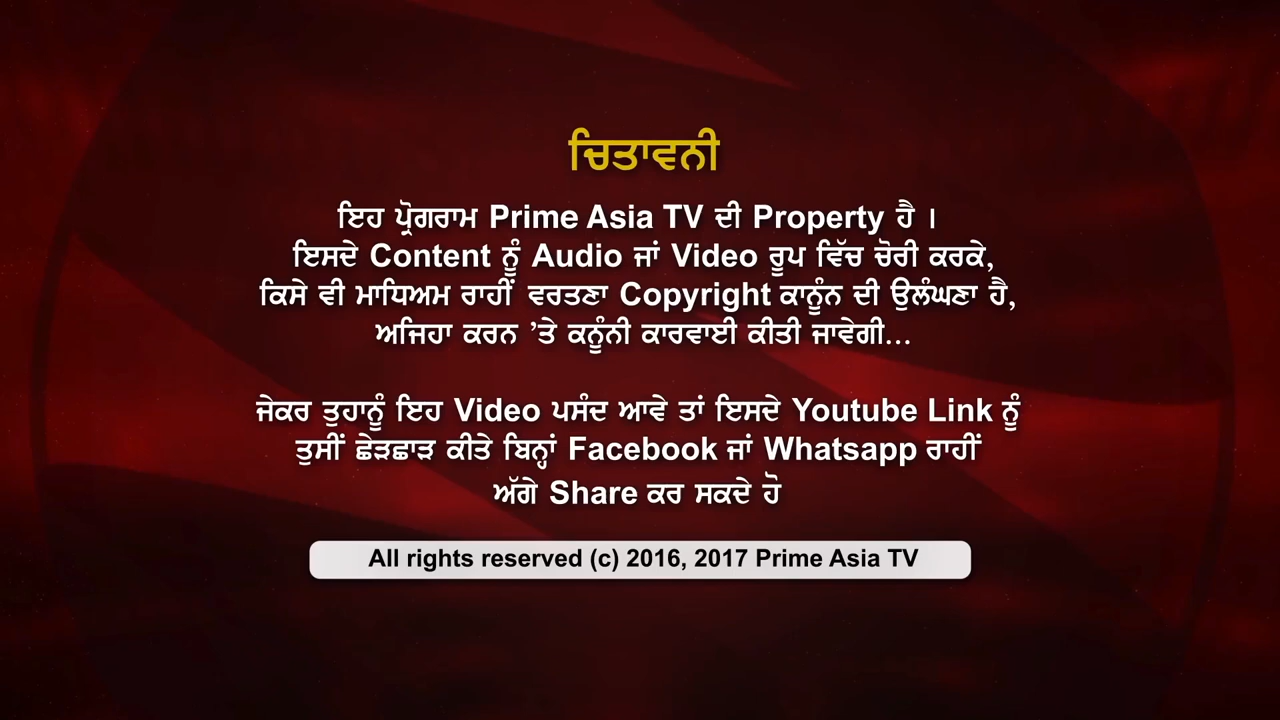 ਚਿਤਾਵਨੀ
ਇਹ ਪ੍ਰੋਗਰਾਮ Prime Asia TV ਦੀ Property ਹੈ ।
ਇਸਦੇ Content ਨੂੰ Audio ਜਾਂ Video ਰੂਪ ਵਿੱਚ ਚੋਰੀ ਕਰਕੇ,
ਕਿਸੇ ਵੀ ਮਾਧਿਅਮ ਰਾਹੀਂ ਵਰਤਣਾ Copyright ਕਾਨੂੰਨ ਦੀ ਉਲੰਘਣਾ ਹੈ,
ਅਜਿਹਾ ਕਰਨ ’ਤੇ ਕਨੂੰਨੀ ਕਾਰਵਾਈ ਕੀਤੀ ਜਾਵੇਗੀ...
ਜੇਕਰ ਤੁਹਾਨੂੰ ਇਹ Video ਪਸੰਦ ਆਵੇ ਤਾਂ ਇਸਦੇ Youtube Link ਨੂੰ
ਤੁਸੀਂ ਛੇੜਛਾੜ ਕੀਤੇ ਬਿਨ੍ਹਾਂ Facebook ਜਾਂ Whatsapp ਰਾਹੀਂ
ਅੱਗੇ Share ਕਰ ਸਕਦੇ ਹੋ
All rights reserved (c) 2016, 2017 Prime Asia TV